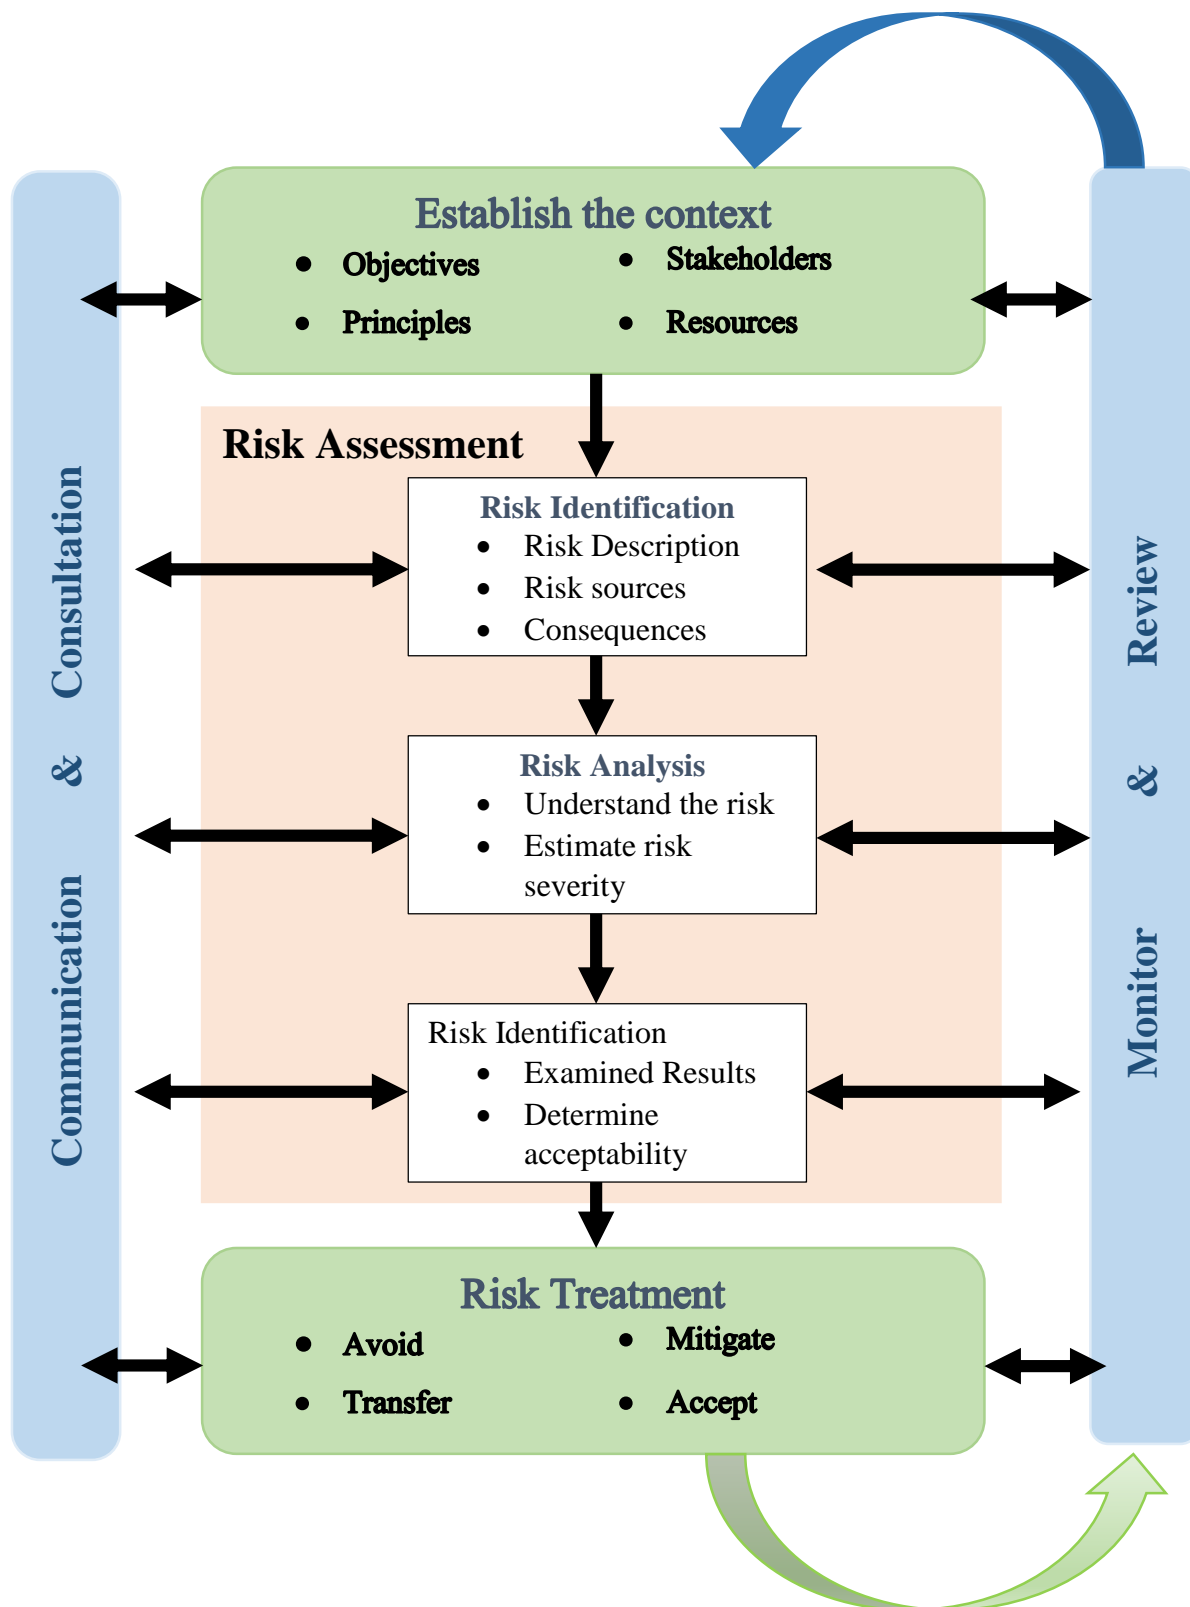 Establish the context
• Objectives
• Stakeholders
• Principles
• Resources
Communication & Consultation
Risk Assessment
Risk Identification
• Risk Description
• Risk sources
• Consequences
Risk Analysis
• Understand the risk
• Estimate risk
severity
Risk Identification
• Examined Results
• Determine
acceptability
Monitor & Review
Risk Treatment
• Avoid
• Mitigate
• Transfer
• Accept